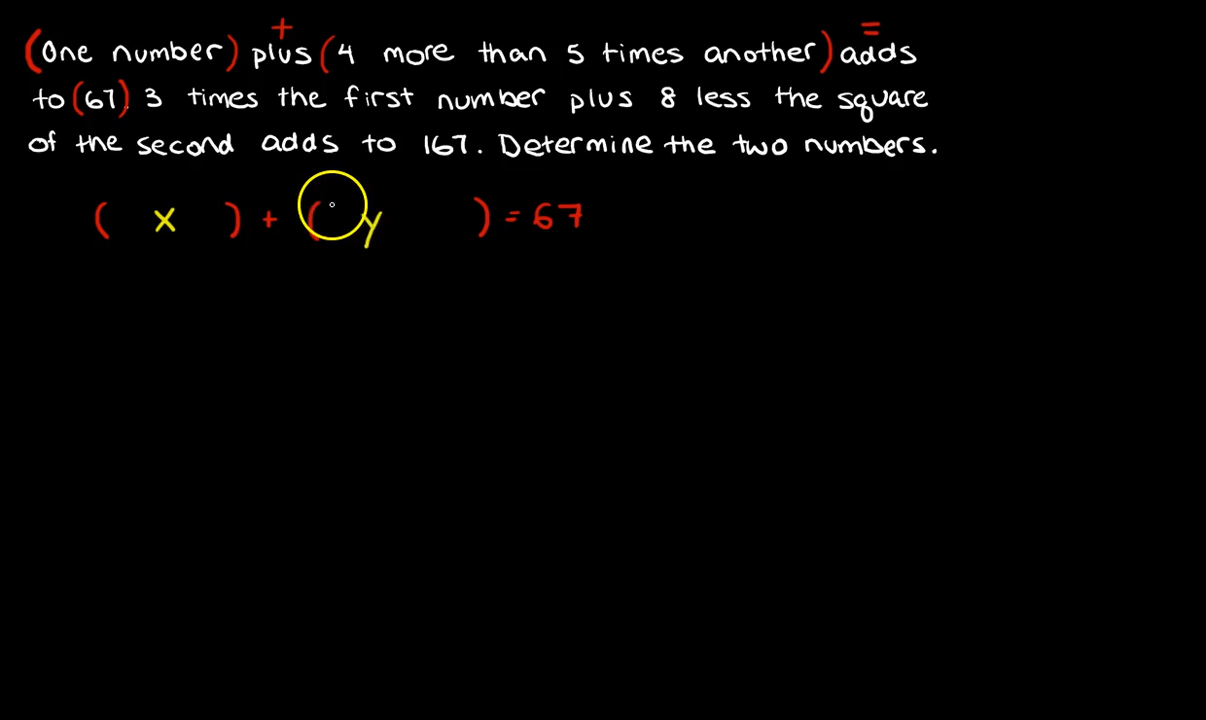 + =
(One number) plus (4 more than 5 times another) adds
to (67). 3 times the first number plus 8 less the square
of the second adds to 167. Determine the two numbers.
( x ) + ( y ) = 67